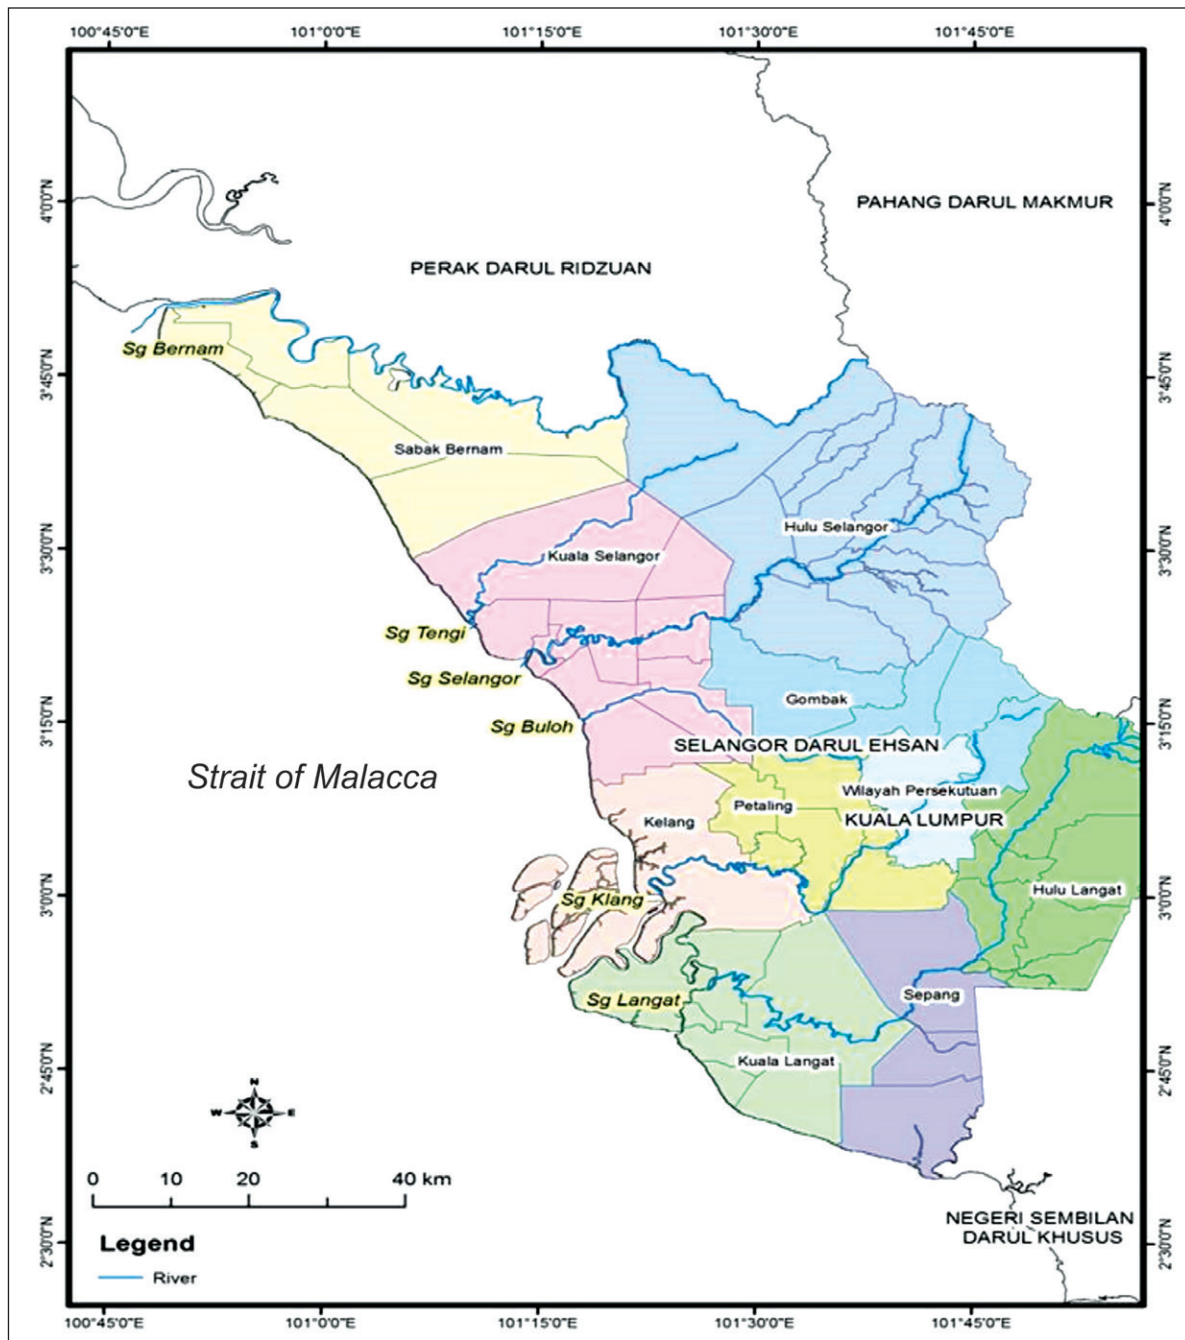 100°45'0"E 101°0'0"E 101°15'0"E 101°30'0"E 101°45'0"E
4°0'0"N
4°0'0"N
PAHANG DARUL MAKMUR
PERAK DARUL RIDZUAN
Sg Bernam
3°45'0"N
3°45'0"N
Sabak Bernam
Hulu Selangor
3°30'0"N
3°30'0"N
Kuala Selangor
Sg Tengi
Sg Selangor
Gombak
3°15'0"N
3°15'0"N
Sg Buloh
SELANGOR DARUL EHSAN
Strait of Malacca
Wilayah Persekutuan
KUALA LUMPUR
Petaling
Kelang
Hulu Langat
3°0'0"N
3°0'0"N
Sg Klang
Sepang
Sg Langat
Kuala Langat
2°45'0"N
2°45'0"N
N
W E
S
0 10 20 40 km
NEGERI SEMBILAN
DARUL KHUSUS
2°30'0"N
2°30'0"N
Legend
River
100°45'0"E 101°0'0"E 101°15'0"E 101°30'0"E 101°45'0"E